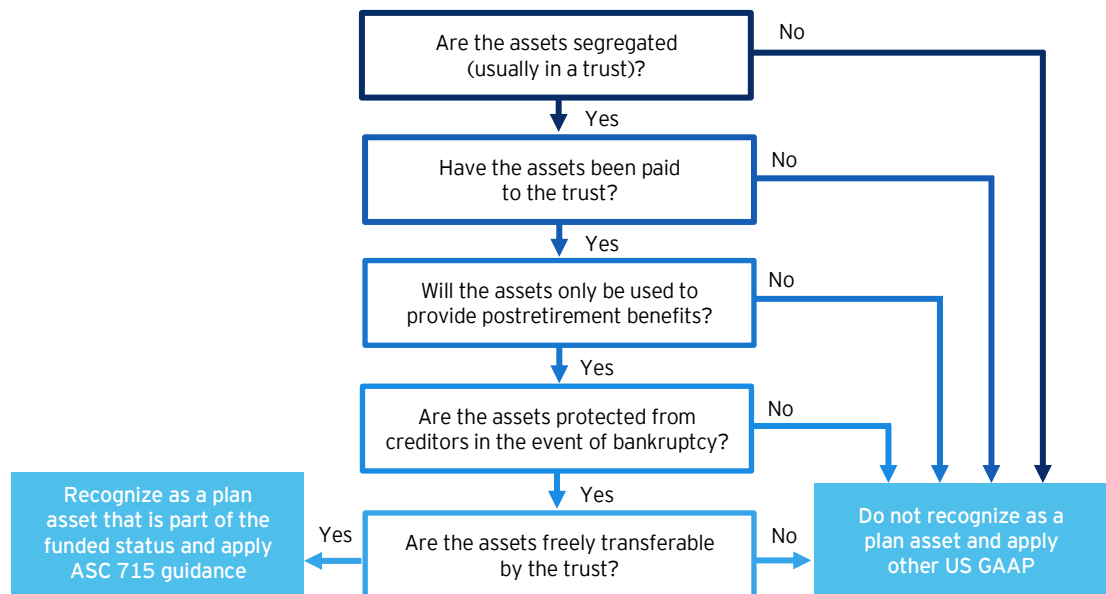 Are the assets segregated
(usually in a trust)?
No
Yes
Have the assets been paid
to the trust?
No
Yes
Will the assets only be used to
provide postretirement benefits?
No
Yes
Are the assets protected from
creditors in the event of bankruptcy?
No
Yes
Recognize as a plan
asset that is part of the
funded status and apply
ASC 715 guidance
Yes
Are the assets freely transferable
by the trust?
No
Do not recognize as a
plan asset and apply
other US GAAP